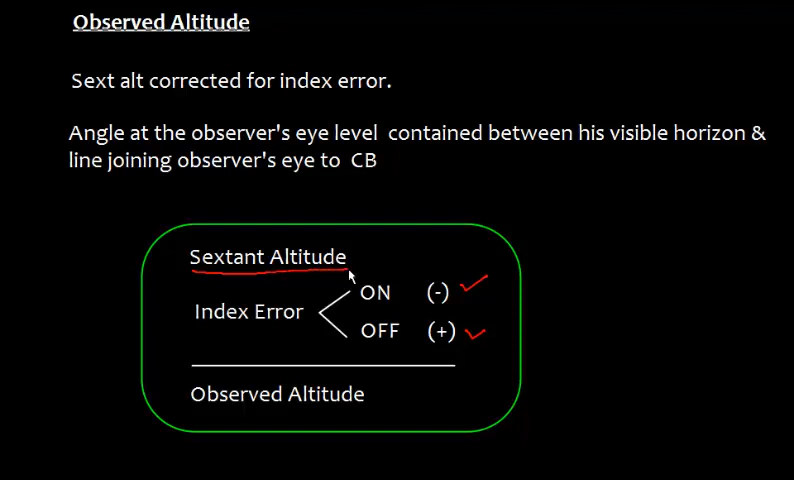 Observed Altitude
Sext alt corrected for index error.
Angle at the observer's eye level contained between his visible horizon &
line joining observer's eye to CB
Sextant Altitude
ON (-)
Index Error
OFF (+)
Observed Altitude